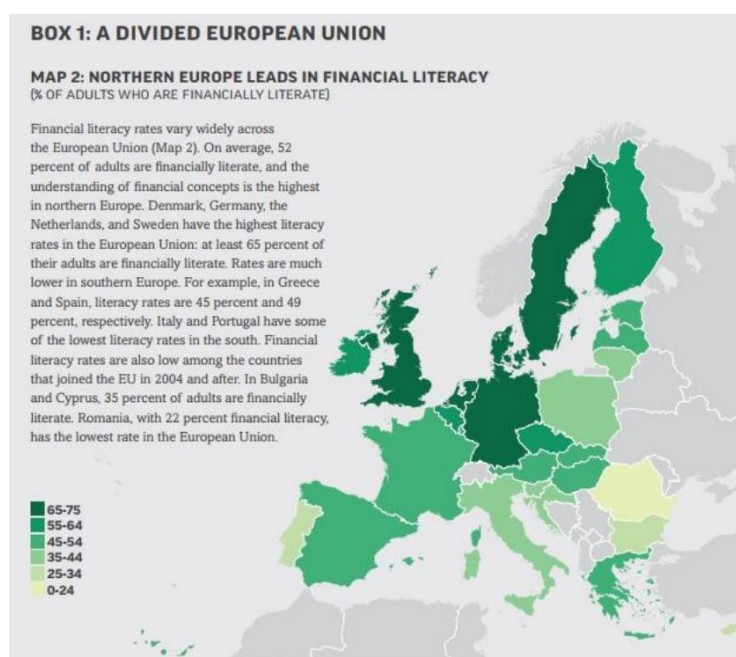 BOX 1: A DIVIDED EUROPEAN UNION
MAP 2: NORTHERN EUROPE LEADS IN FINANCIAL LITERACY
(% OF ADULTS WHO ARE FINANCIALLY LITERATE)
Financial literacy rates vary widely across
the European Union (Map 2). On average, 52
percent of adults are financially literate, and the
understanding of financial concepts is the highest
in northern Europe. Denmark, Germany, the
Netherlands, and Sweden have the highest literacy
rates in the European Union: at least 65 percent of
their adults are financially literate. Rates are much
lower in southern Europe. For example, in Greece
and Spain, literacy rates are 45 percent and 49
percent, respectively. Italy and Portugal have some
of the lowest literacy rates in the south. Financial
literacy rates are also low among the countries
that joined the EU in 2004 and after. In Bulgaria
and Cyprus, 35 percent of adults are financially
literate. Romania, with 22 percent financial literacy,
has the lowest rate in the European Union.
65-75
55-64
45-54
35-44
25-34
0-24